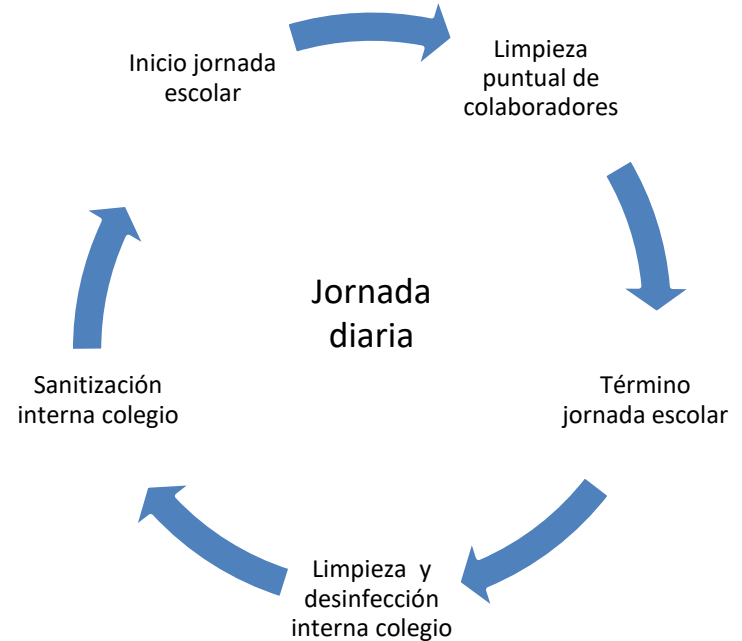 Inicio jornada
escolar
Limpieza
puntual de
colaboradores
Jornada
diaria
Término
jornada escolar
Limpieza y
desinfección
interna colegio
Sanitización
interna colegio